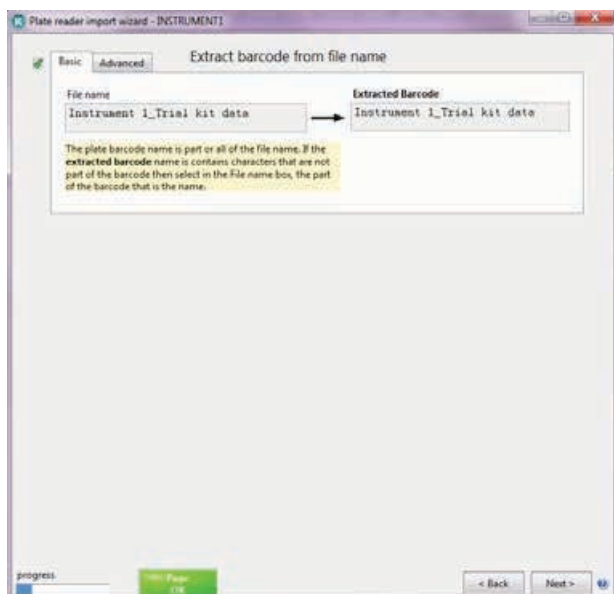 Plate reader import wizard - INSTRUMENT1
Basic
Advanced
Extract barcode from file name
File name
Extracted Barcode
Instrument 1_Trial kit data
Instrument 1_Trial kit data
The plate barcode name is part or all of the file name. If the
extracted barcode name is contains characters that are not
part of the barcode then select in the File name box, the part
of the barcode that is the name.
progress
Page
OK
< Back
Next >